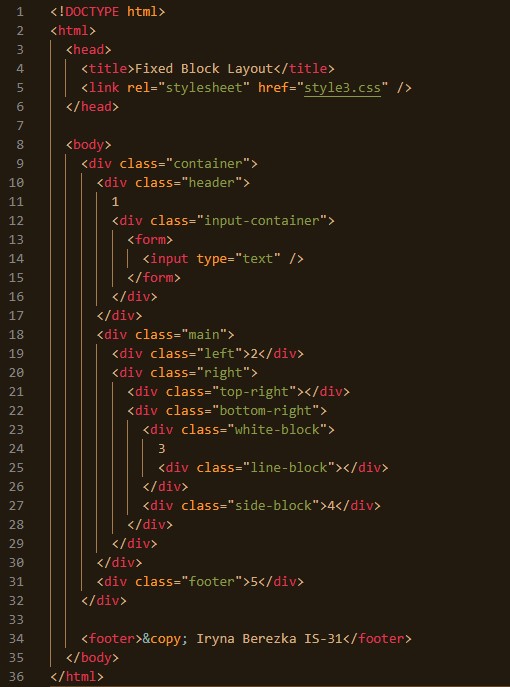 1 <!DOCTYPE html>
2 <html>
3   <head>
4     <title>Fixed Block Layout</title>
5     <link rel="stylesheet" href="style3.css" />
6   </head>
7
8   <body>
9     <div class="container">
10       <div class="header">
11         1
12         <div class="input-container">
13           <form>
14             <input type="text" />
15           </form>
16         </div>
17       </div>
18       <div class="main">
19         <div class="left">2</div>
20         <div class="right">
21           <div class="top-right"></div>
22           <div class="bottom-right">
23             <div class="white-block">
24               3
25               <div class="line-block"></div>
26             </div>
27             <div class="side-block">4</div>
28           </div>
29         </div>
30       </div>
31       <div class="footer">5</div>
32     </div>
33
34     <footer>&copy; Iryna Berezka IS-31</footer>
35   </body>
36 </html>